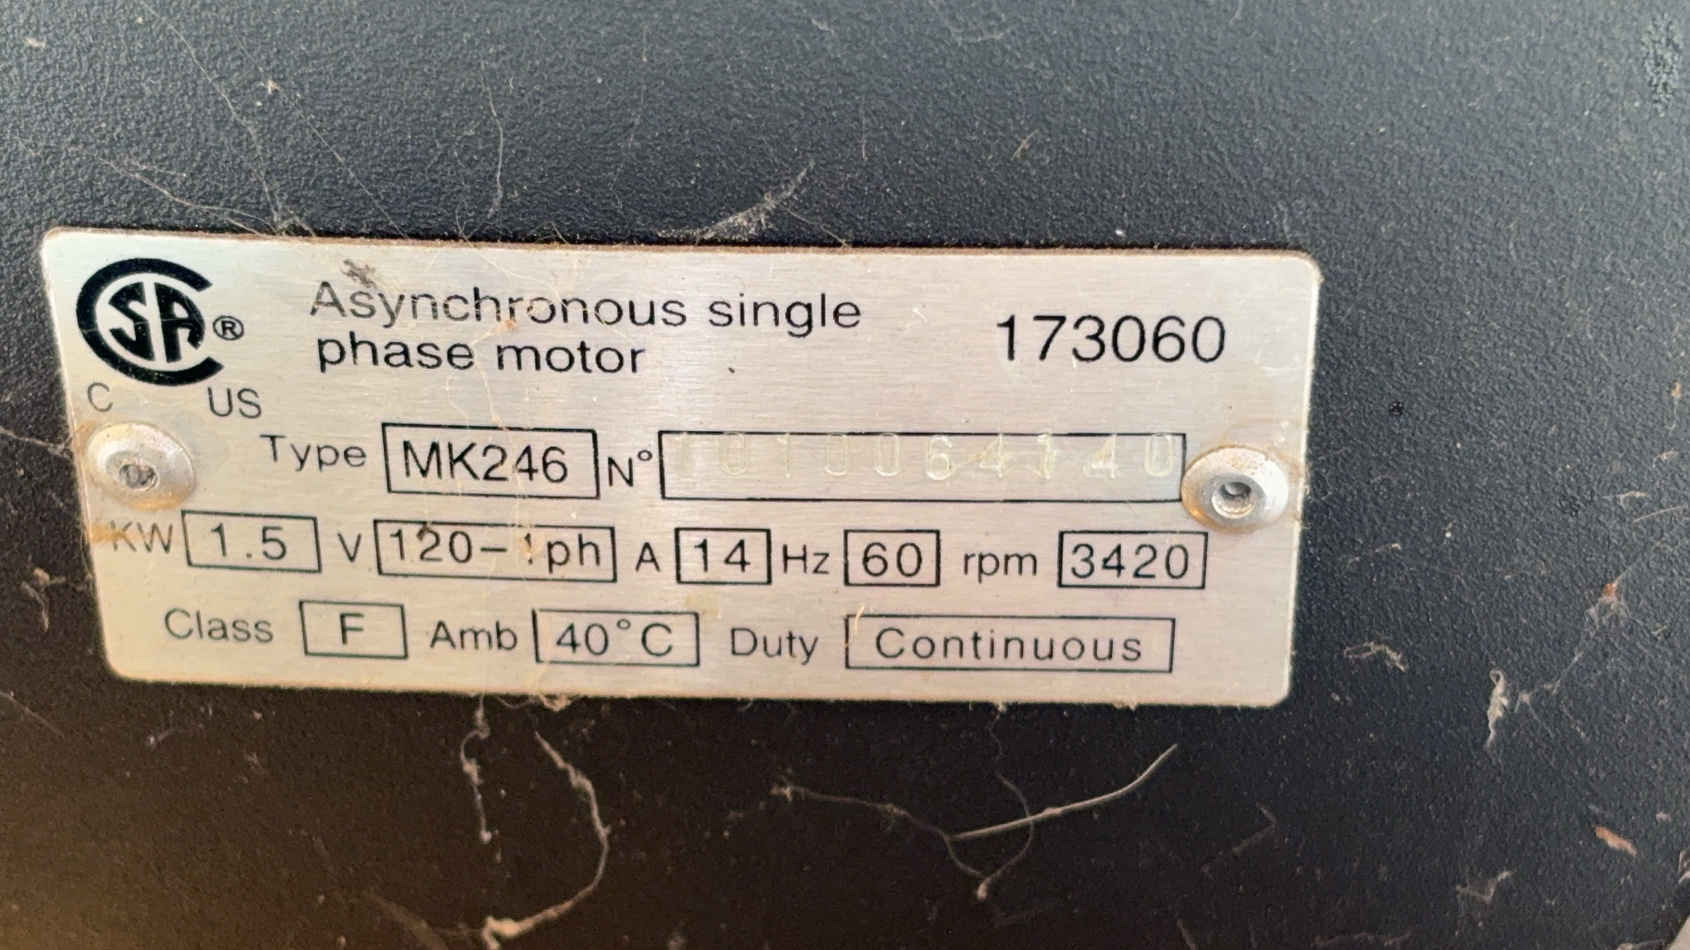 CSA ®
C US
Asynchronous single
phase motor
173060
Type MK246 N° 1010064140
KW 1.5 V 120-1ph A 14 Hz 60 rpm 3420
Class F Amb 40°C Duty Continuous